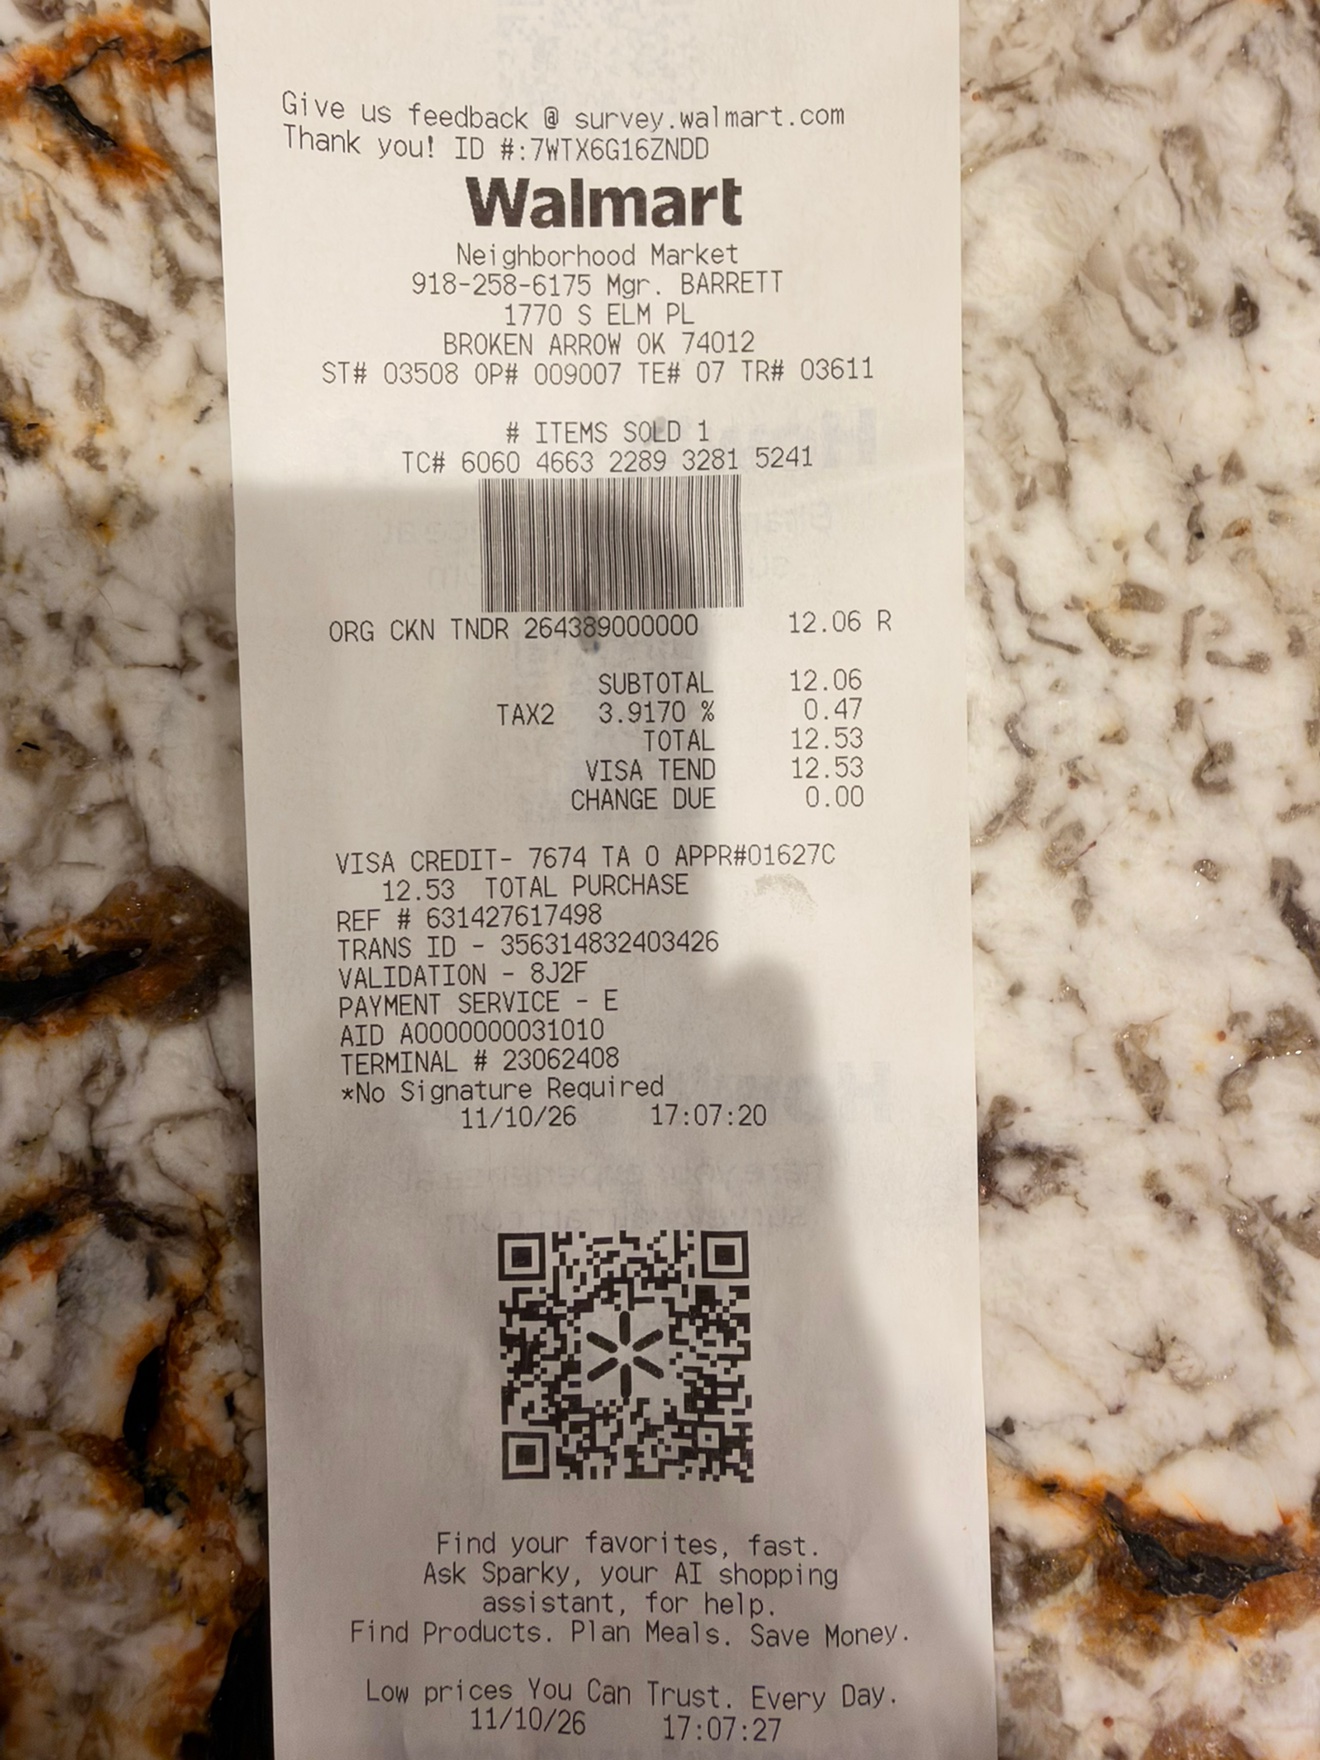 Give us feedback @ survey.walmart.com
Thank you! ID #:7WTX6G16ZNDD
Walmart
Neighborhood Market
918-258-6175 Mgr. BARRETT
1770 S ELM PL
BROKEN ARROW OK 74012
ST# 03508 OP# 009007 TE# 07 TR# 03611
# ITEMS SOLD 1
TC# 6060 4663 2289 3281 5241
ORG CKN TNDR 264389000000 12.06 R
SUBTOTAL 12.06
TAX2 3.9170 % 0.47
TOTAL 12.53
VISA TEND 12.53
CHANGE DUE 0.00
VISA CREDIT- 7674 TA 0 APPR#01627C
12.53 TOTAL PURCHASE
REF # 631427617498
TRANS ID - 356314832403426
VALIDATION - 8J2F
PAYMENT SERVICE - E
AID A0000000031010
TERMINAL # 23062408
*No Signature Required
11/10/26 17:07:20
Find your favorites, fast.
Ask Sparky, your AI shopping
assistant, for help.
Find Products. Plan Meals. Save Money.
Low prices You Can Trust. Every Day.
11/10/26 17:07:27